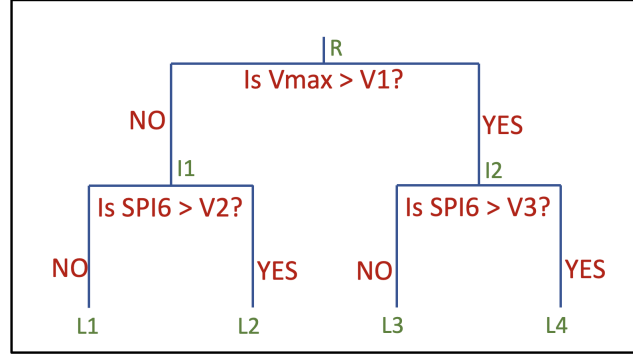 R
Is Vmax > V1?
NO
YES
I1
I2
Is SPI6 > V2?
Is SPI6 > V3?
NO
YES
NO
YES
L1
L2
L3
L4